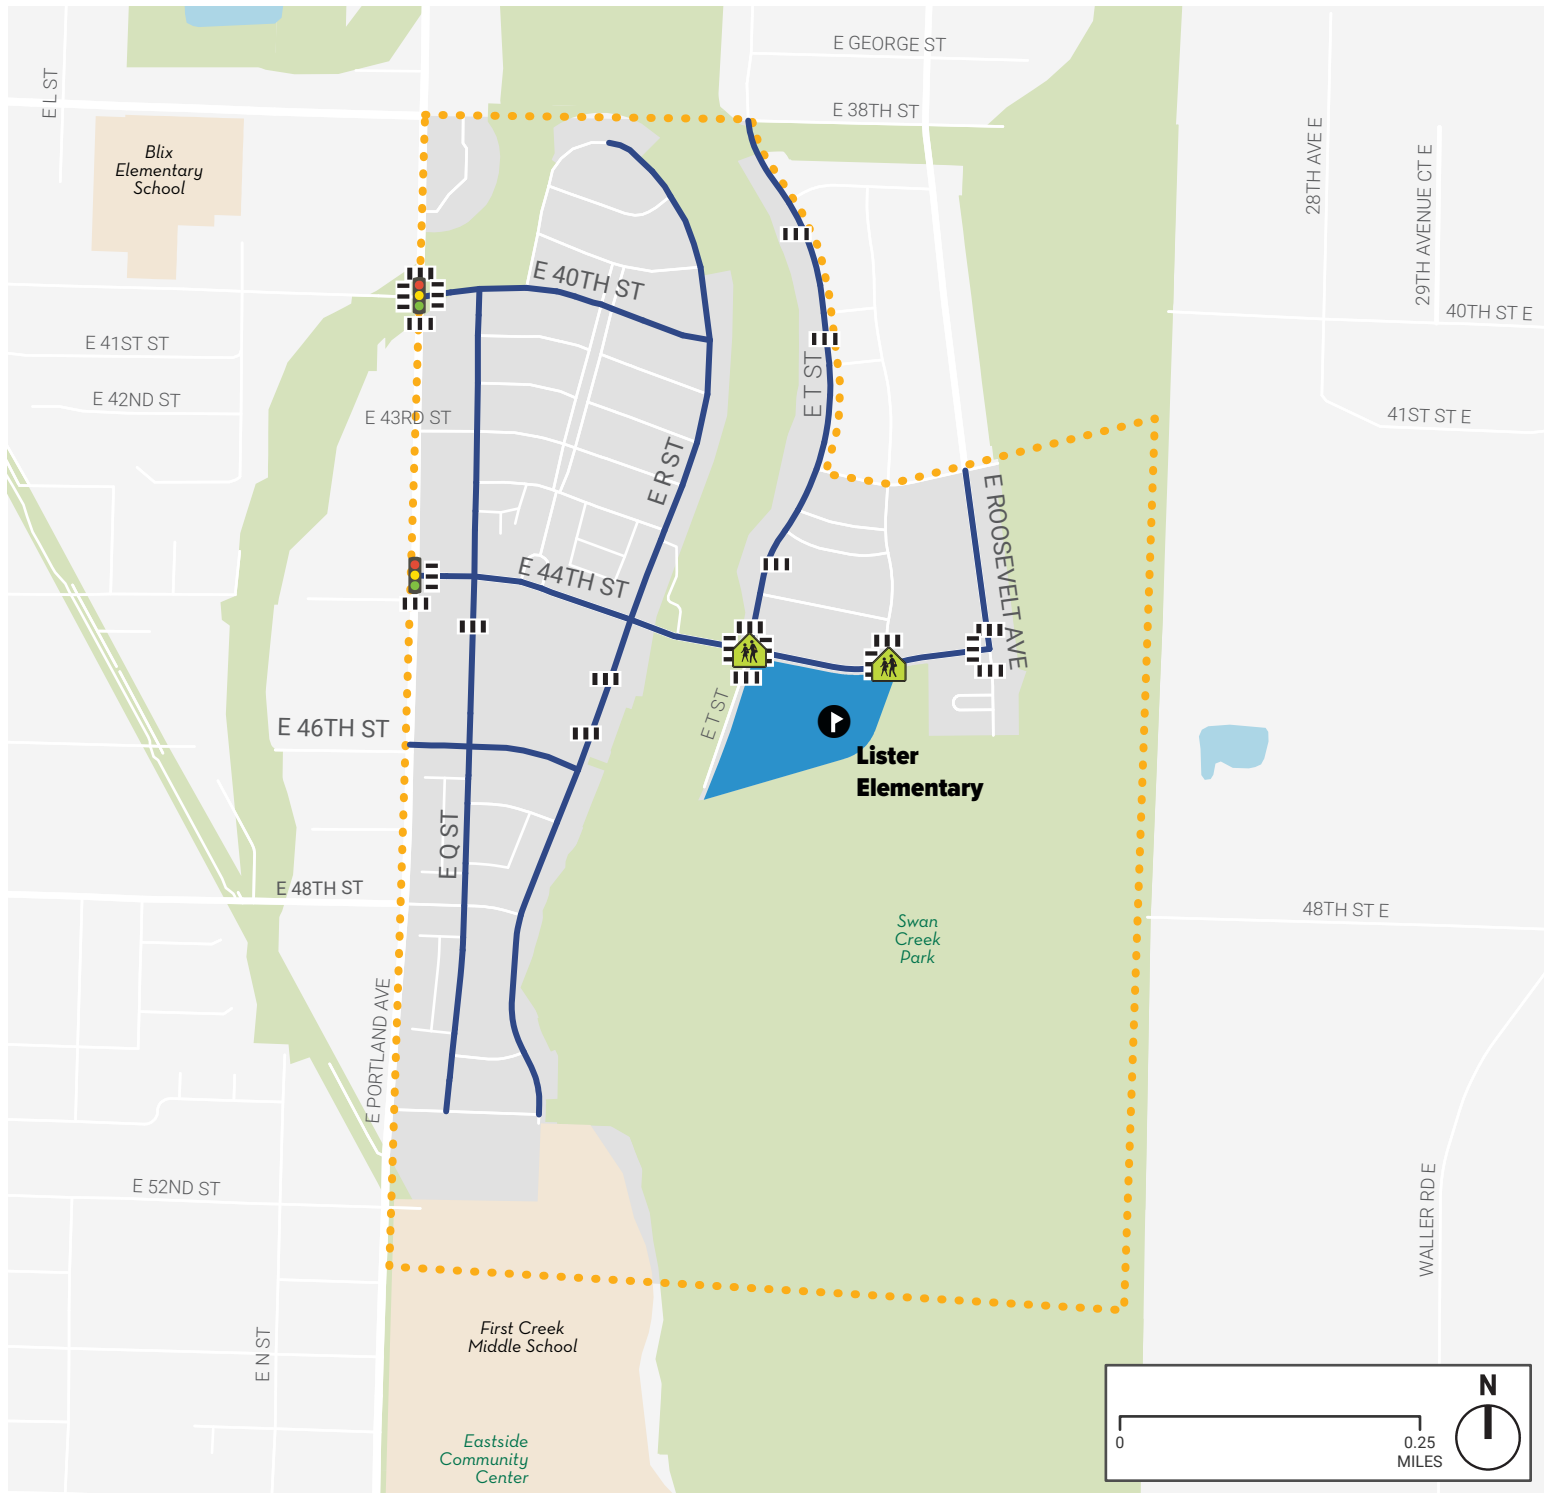 E GEORGE ST
E L ST
E 38TH ST
Blix
Elementary
School
28TH AVE E
29TH AVENUE CT E
E 40TH ST
40TH ST E
E 41ST ST
E T ST
E 42ND ST
E 43RD ST
41ST ST E
E R ST
E ROOSEVELT AVE
E 44TH ST
E T ST
E 46TH ST
Lister
Elementary
E Q ST
E 48TH ST
Swan
Creek
Park
48TH ST E
E PORTLAND AVE
E 52ND ST
WALLER RD E
First Creek
Middle School
E N ST
Eastside
Community
Center
N
0
0.25
MILES